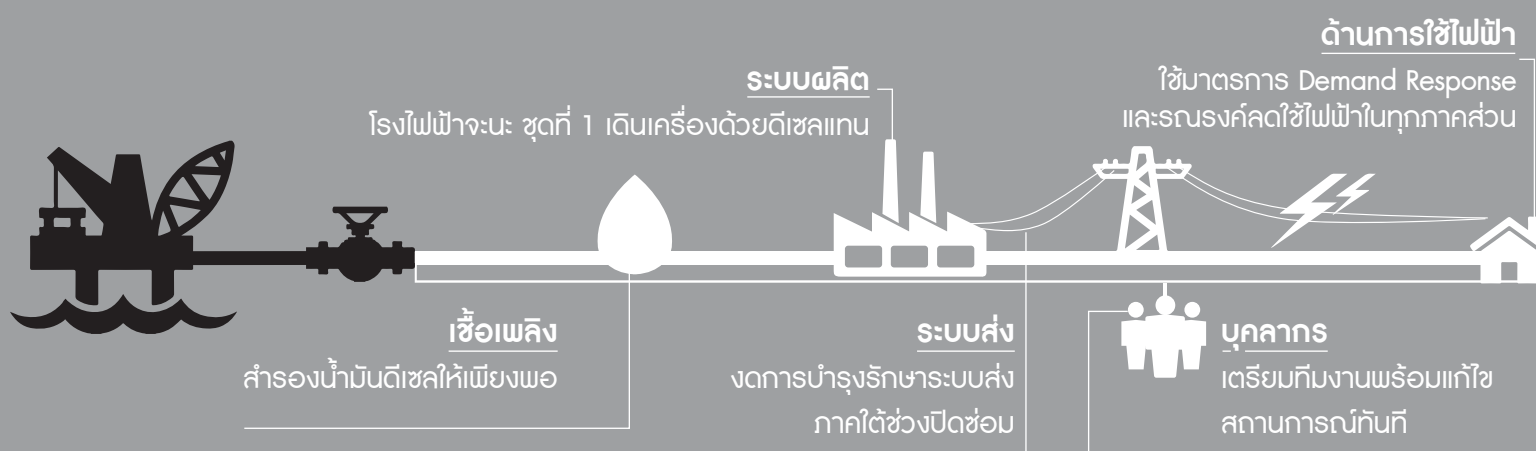 ด้านการใช้ไฟฟ้า
ใช้มาตรการ Demand Response
และรณรงค์ลดใช้ไฟฟ้าในทุกภาคส่วน
ระบบผลิต
โรงไฟฟ้าจะนะ ชุดที่ 1 เดินเครื่องด้วยดีเซลแทน
เชื้อเพลิง
สำรองน้ำมันดีเซลให้เพียงพอ
ระบบส่ง
งดการบำรุงรักษาระบบส่ง
ภาคใต้ช่วงปิดซ่อม
บุคลากร
เตรียมทีมงานพร้อมแก้ไข
สถานการณ์ทันที